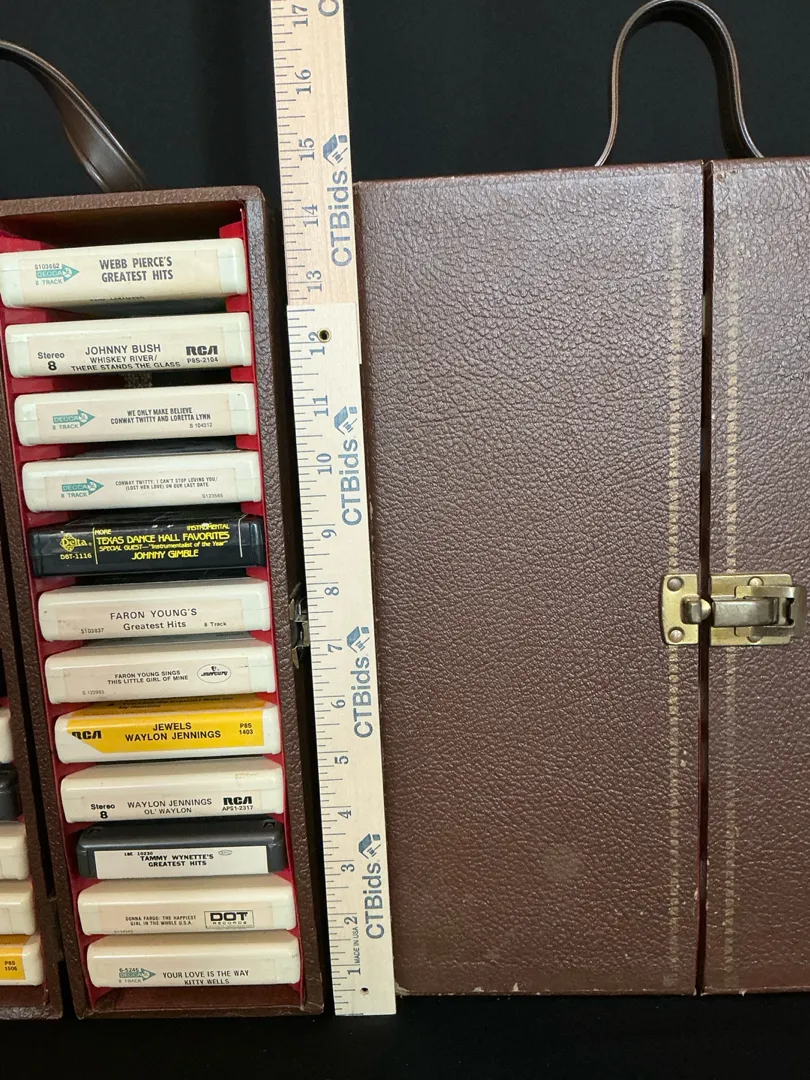 S103662
DECCA
8 TRACK
WEBB PIERCE'S
GREATEST HITS
Stereo
8
JOHNNY BUSH
WHISKEY RIVER/
THERE STANDS THE GLASS
RCA
P8S-2104
DECCA
8 TRACK
WE ONLY MAKE BELIEVE
CONWAY TWITTY AND LORETTA LYNN
DECCA
8 TRACK
CONWAY TWITTY: I CAN'T STOP LOVING YOU/
(LOST HER LOVE) ON OUR LAST DATE
Delta
DBT-1116
MORE
INSTRUMENTAL
TEXAS DANCE HALL FAVORITES
SPECIAL GUEST—"Instrumentalist of the Year"
JOHNNY GIMBLE
FARON YOUNG'S
Greatest Hits
8 Track
S103837
FARON YOUNG SINGS
THIS LITTLE GIRL OF MINE
mercury
RCA
JEWELS
WAYLON JENNINGS
P8S
1403
Stereo
8
WAYLON JENNINGS
OL' WAYLON
RCA
APS1-2317
TAMMY WYNETTE'S
GREATEST HITS
DONNA FARGO: THE HAPPIEST
GIRL IN THE WHOLE U.S.A.
DOT
RECORDS
8 TRACK
YOUR LOVE IS THE WAY
KITTY WELLS
P8S
1506
17
16
15
14
13
12
11
10
9
8
7
6
5
4
3
2
1
CTBids
CTBids
CTBids
CTBids
MADE IN USA